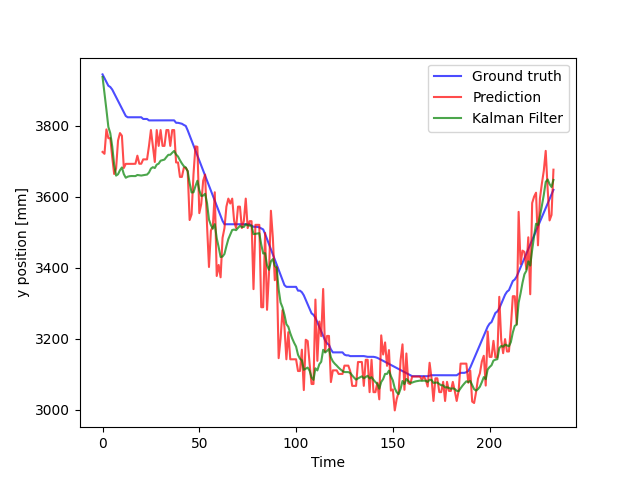 Ground truth
Prediction
Kalman Filter
3800
3600
3400
3200
3000
y position [mm]
0 50 100 150 200
Time